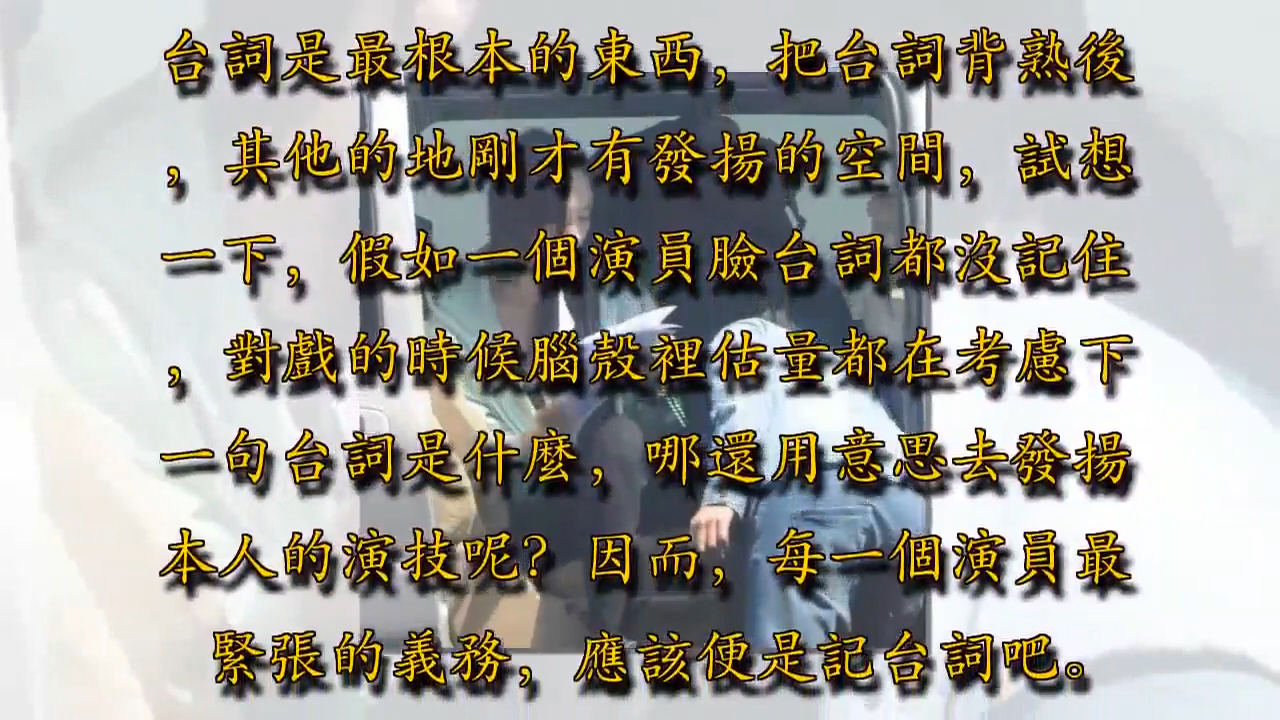 台詞是最根本的東西，把台詞背熟後
，其他的地剛才有發揚的空間，試想
一下，假如一個演員臉台詞都沒記住
，對戲的時候腦殼裡估量都在考慮下
一句台詞是什麼，哪還用意思去發揚
本人的演技呢？因而，每一個演員最
緊張的義務，應該便是記台詞吧。